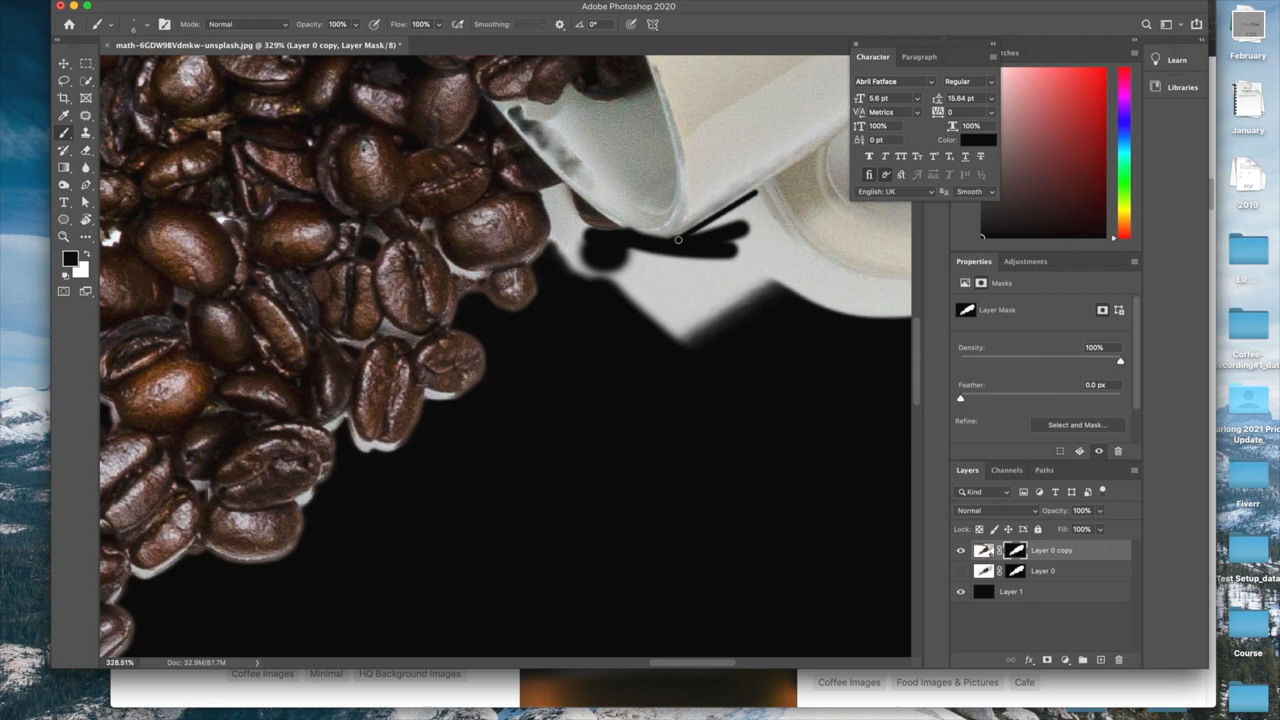 Adobe Photoshop 2020
6
Mode: Normal
Opacity: 100%
Flow: 100%
Smoothing:
0°
math-6GDW9BVdmkw-unsplash.jpg @ 329% (Layer 0 copy, Layer Mask/8) *
Character
Paragraph
Abril Fatface
Regular
5.6 pt
15.64 pt
Metrics
0
100%
100%
0 pt
Color:
English: UK
Smooth
Learn
Libraries
Properties
Adjustments
Masks
Layer Mask
Density:
100%
Feather:
0.0 px
Refine:
Select and Mask...
Layers
Channels
Paths
Kind
Normal
Opacity: 100%
Lock:
Fill: 100%
Layer 0 copy
Layer 0
Layer 1
328.51%
Doc: 32.9M/87.7M
Coffee Images
Minimal
HQ Background Images
Coffee Images
Food Images & Pictures
Cafe
February
January
PDF
2019
Fiverr
Course